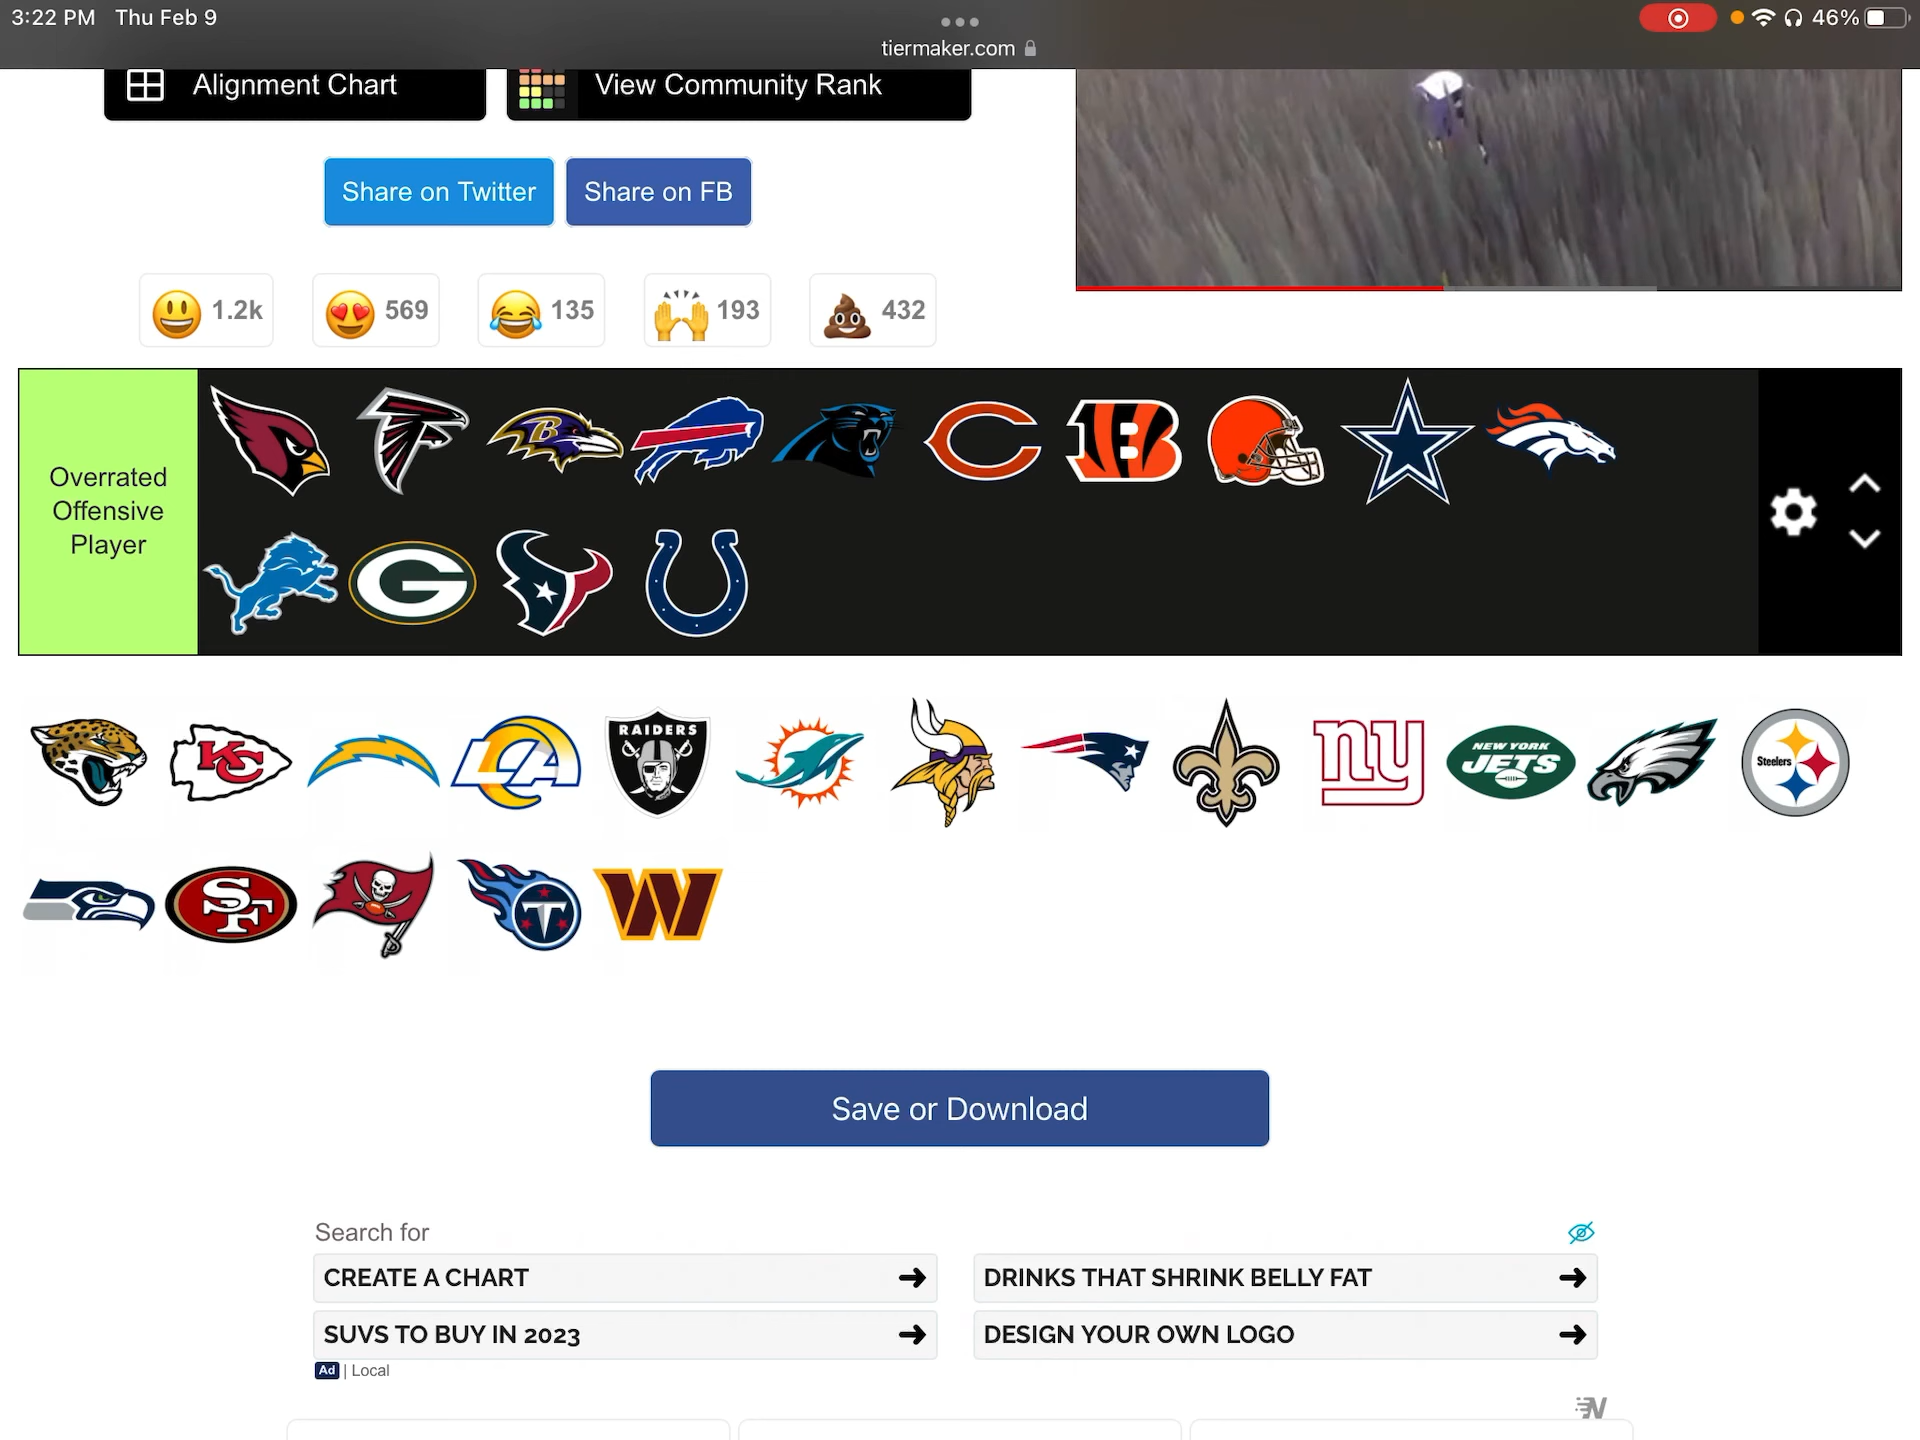 3:22 PM Thu Feb 9
46%
tiermaker.com
Alignment Chart
View Community Rank
Share on Twitter
Share on FB
1.2k
569
135
193
432
Overrated
Offensive
Player
B
C
B
G
KC
LA
RAIDERS
ny
NEW YORK
JETS
Steelers
SF
T
W
Save or Download
Search for
CREATE A CHART
DRINKS THAT SHRINK BELLY FAT
SUVS TO BUY IN 2023
DESIGN YOUR OWN LOGO
Ad | Local
N